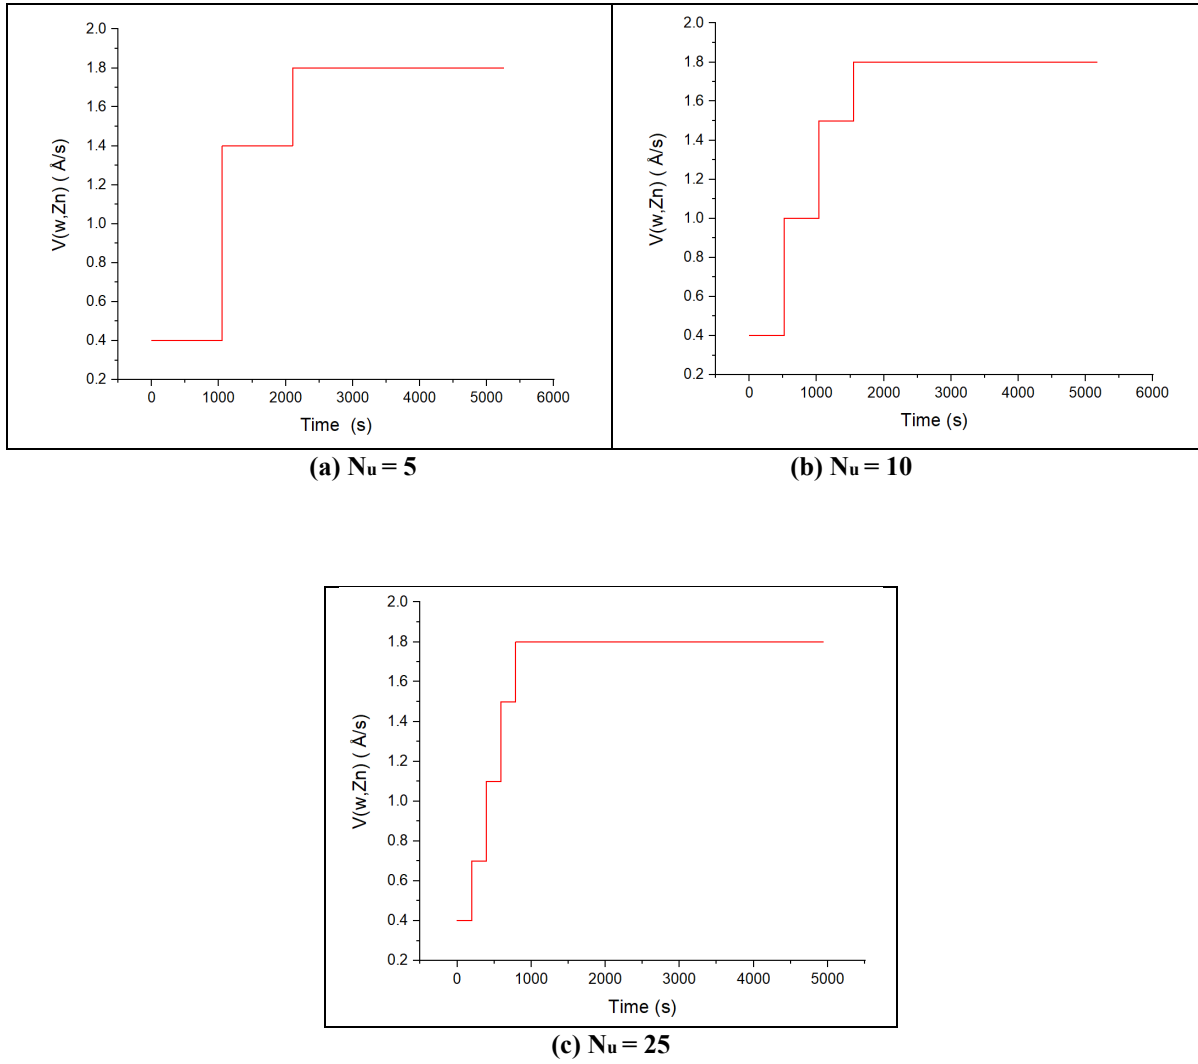 2.0
1.8
1.6
1.4
1.2
1.0
0.8
0.6
0.4
0.2
V(w,Zn) ( Å/s)
0 1000 2000 3000 4000 5000 6000
Time (s)
2.0
1.8
1.6
1.4
1.2
1.0
0.8
0.6
0.4
0.2
V(w,Zn) ( Å/s)
0 1000 2000 3000 4000 5000 6000
Time (s)
(a) Nu = 5
(b) Nu = 10
2.0
1.8
1.6
1.4
1.2
1.0
0.8
0.6
0.4
0.2
V(w,Zn) ( Å/s)
0 1000 2000 3000 4000 5000
Time (s)
(c) Nu = 25